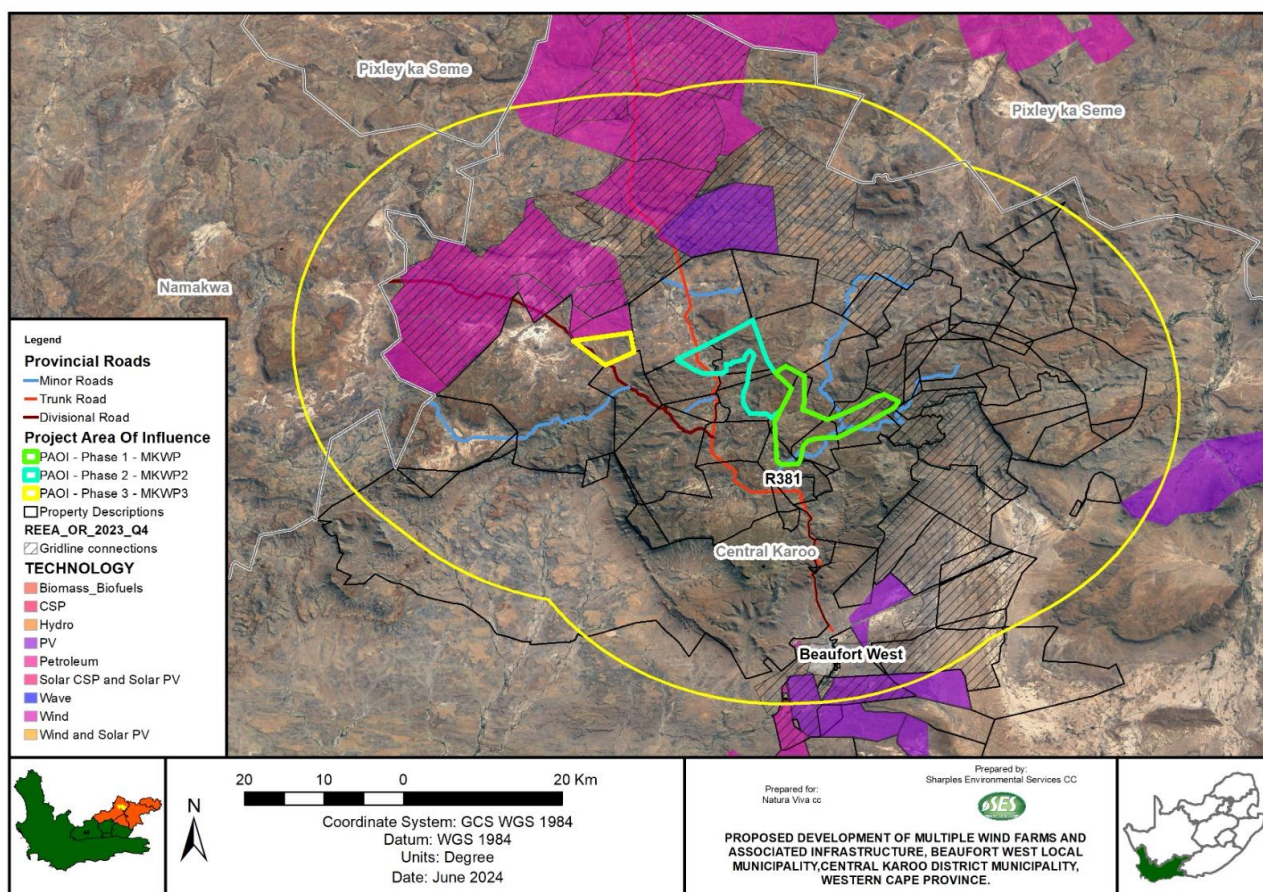 Pixley ka Seme
Pixley ka Seme
Namakwa
R381
Central Karoo
Beaufort West
Legend
Provincial Roads
Minor Roads
Trunk Road
Divisional Road
Project Area Of Influence
PAOI - Phase 1 - MKWP
PAOI - Phase 2 - MKWP2
PAOI - Phase 3 - MKWP3
Property Descriptions
REEA_OR_2023_Q4
Gridline connections
TECHNOLOGY
Biomass_Biofuels
CSP
Hydro
PV
Petroleum
Solar CSP and Solar PV
Wave
Wind
Wind and Solar PV
N
20 10 0 20 Km
Coordinate System: GCS WGS 1984
Datum: WGS 1984
Units: Degree
Date: June 2024
Prepared for:
Natura Viva cc
Prepared by:
Sharples Environmental Services CC
SES
PROPOSED DEVELOPMENT OF MULTIPLE WIND FARMS AND
ASSOCIATED INFRASTRUCTURE, BEAUFORT WEST LOCAL
MUNICIPALITY,CENTRAL KAROO DISTRICT MUNICIPALITY,
WESTERN CAPE PROVINCE.